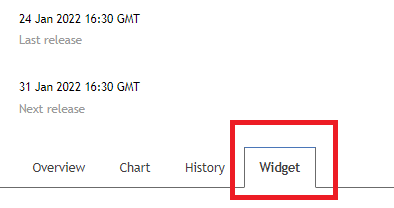 24 Jan 2022 16:30 GMT
Last release
31 Jan 2022 16:30 GMT
Next release
Overview Chart History Widget